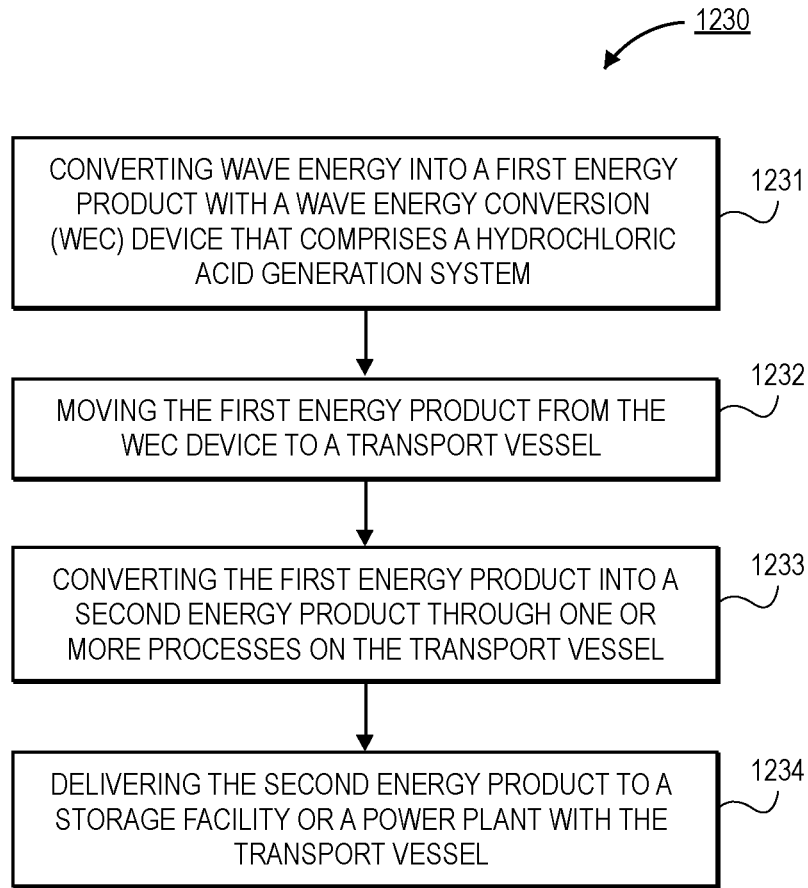 1230
CONVERTING WAVE ENERGY INTO A FIRST ENERGY
PRODUCT WITH A WAVE ENERGY CONVERSION
(WEC) DEVICE THAT COMPRISES A HYDROCHLORIC
ACID GENERATION SYSTEM
1231
MOVING THE FIRST ENERGY PRODUCT FROM THE
WEC DEVICE TO A TRANSPORT VESSEL
1232
CONVERTING THE FIRST ENERGY PRODUCT INTO A
SECOND ENERGY PRODUCT THROUGH ONE OR
MORE PROCESSES ON THE TRANSPORT VESSEL
1233
DELIVERING THE SECOND ENERGY PRODUCT TO A
STORAGE FACILITY OR A POWER PLANT WITH THE
TRANSPORT VESSEL
1234